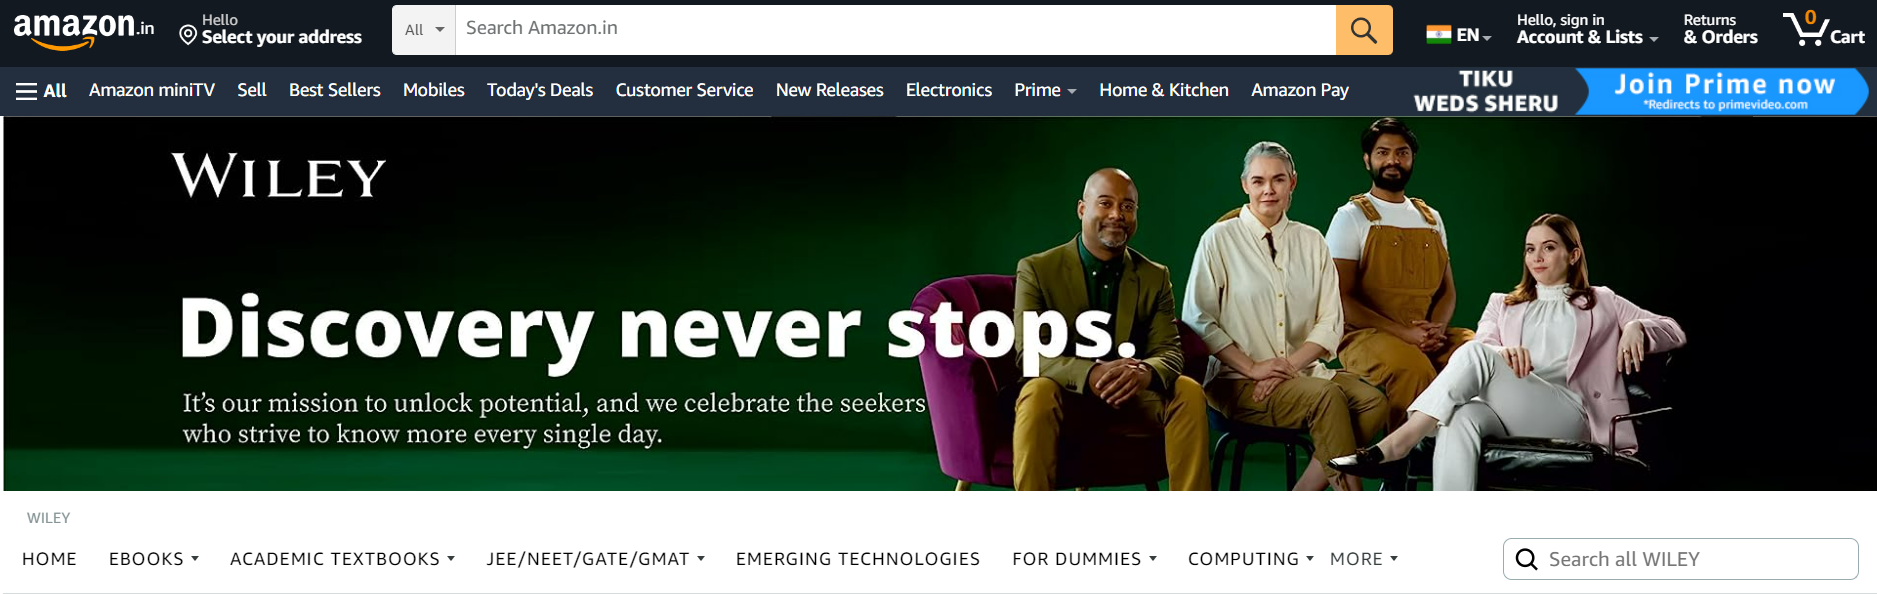 amazon.in
Hello
Select your address
All
Search Amazon.in
EN
Hello, sign in
Account & Lists
Returns
& Orders
0
Cart
All Amazon miniTV Sell Best Sellers Mobiles Today's Deals Customer Service New Releases Electronics Prime Home & Kitchen Amazon Pay
TIKU
WEDS SHERU
Join Prime now
*Redirects to primevideo.com
WILEY
Discovery never stops.
It's our mission to unlock potential, and we celebrate the seekers
who strive to know more every single day.
WILEY
HOME EBOOKS ACADEMIC TEXTBOOKS JEE/NEET/GATE/GMAT EMERGING TECHNOLOGIES FOR DUMMIES COMPUTING MORE
Search all WILEY